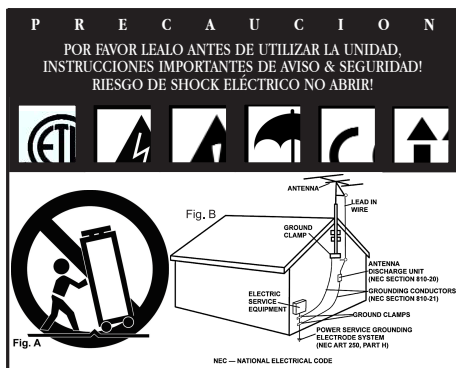 P R E C A U C I O N
POR FAVOR LEALO ANTES DE UTILIZAR LA UNIDAD,
INSTRUCCIONES IMPORTANTES DE AVISO & SEGURIDAD!
RIESGO DE SHOCK ELÉCTRICO NO ABRIR!
ETL
Fig. A
Fig. B
ANTENNA
LEAD IN
WIRE
GROUND
CLAMP
ANTENNA
DISCHARGE UNIT
(NEC SECTION 810-20)
GROUNDING CONDUCTORS
(NEC SECTION 810-21)
ELECTRIC
SERVICE
EQUIPMENT
GROUND CLAMPS
POWER SERVICE GROUNDING
ELECTRODE SYSTEM
(NEC ART 250, PART H)
NEC — NATIONAL ELECTRICAL CODE